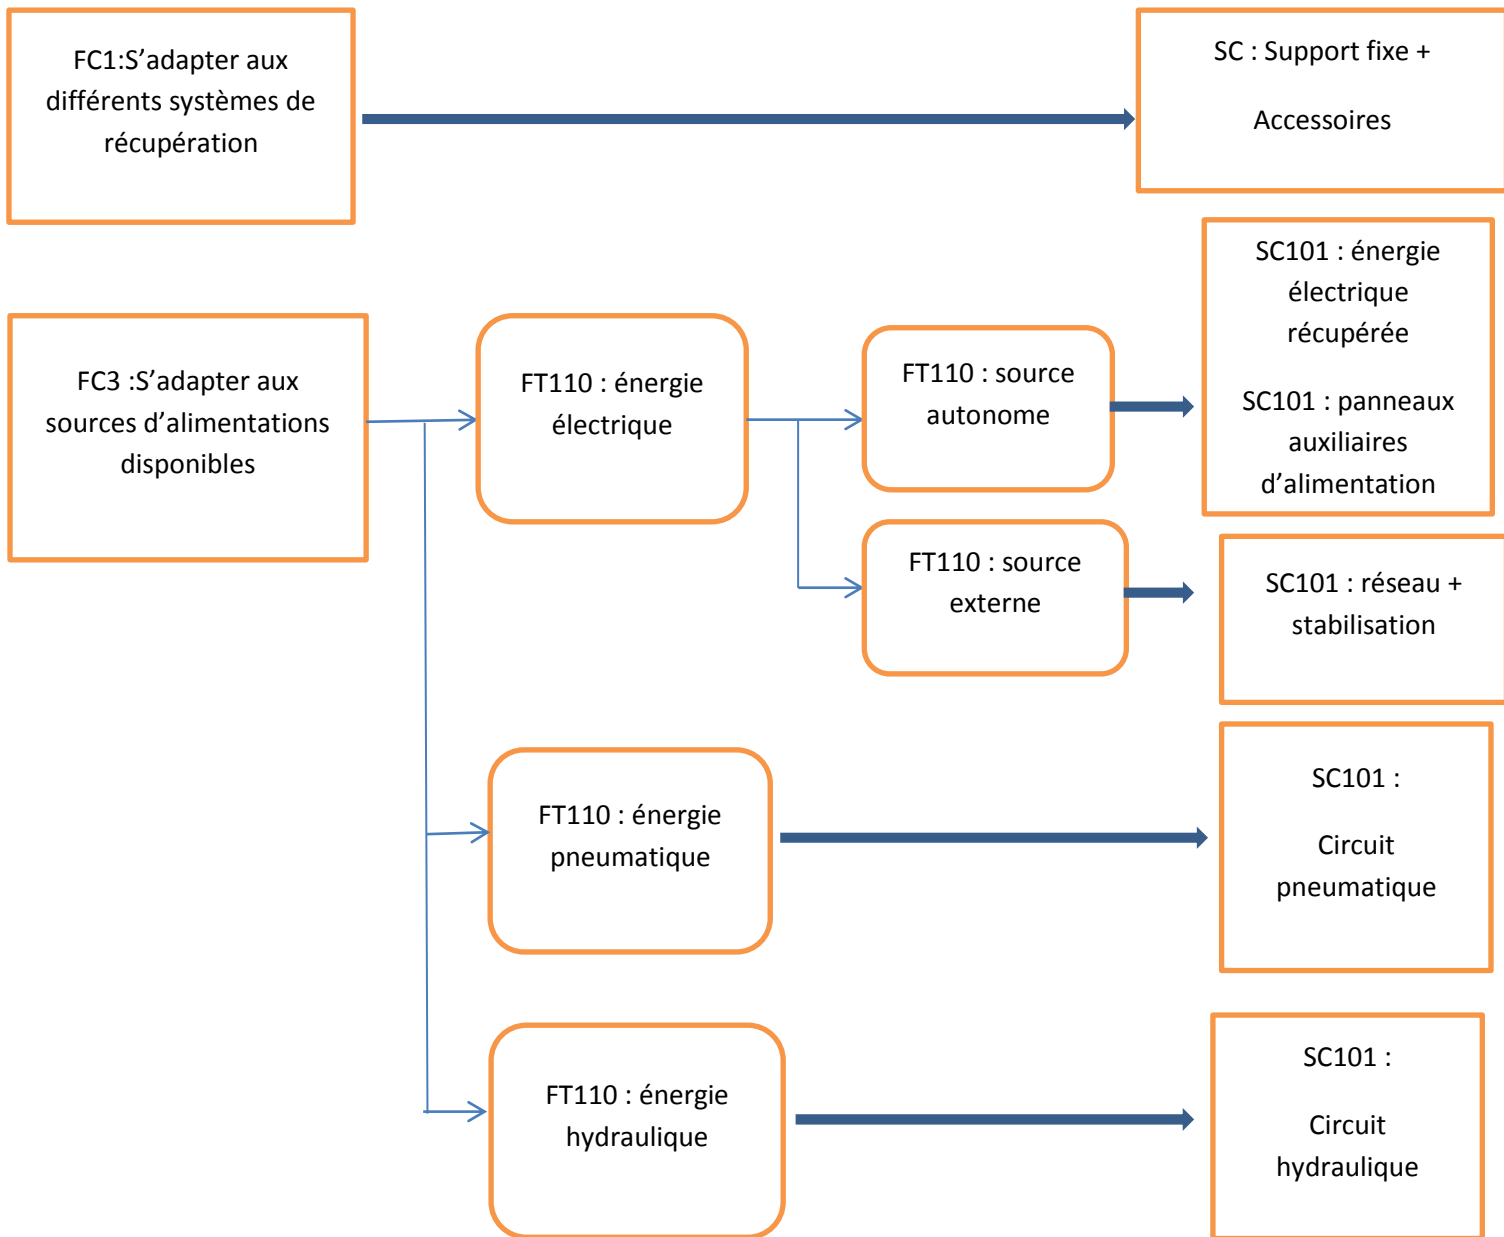 FC1:S’adapter aux
différents systèmes de
récupération
SC : Support fixe +
Accessoires
FC3 :S’adapter aux
sources d’alimentations
disponibles
FT110 : énergie
électrique
FT110 : source
autonome
SC101 : énergie
électrique
récupérée
SC101 : panneaux
auxiliaires
d’alimentation
FT110 : source
externe
SC101 : réseau +
stabilisation
FT110 : énergie
pneumatique
SC101 :
Circuit
pneumatique
FT110 : énergie
hydraulique
SC101 :
Circuit
hydraulique